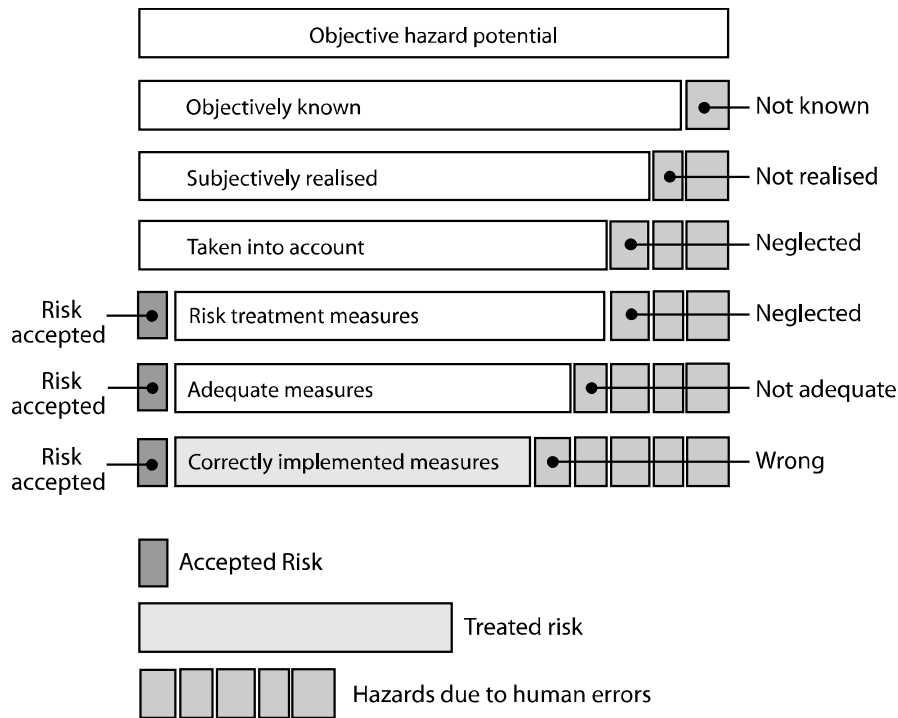 Objective hazard potential
Objectively known
Not known
Subjectively realised
Not realised
Taken into account
Neglected
Risk
accepted
Risk treatment measures
Neglected
Risk
accepted
Adequate measures
Not adequate
Risk
accepted
Correctly implemented measures
Wrong
Accepted Risk
Treated risk
Hazards due to human errors